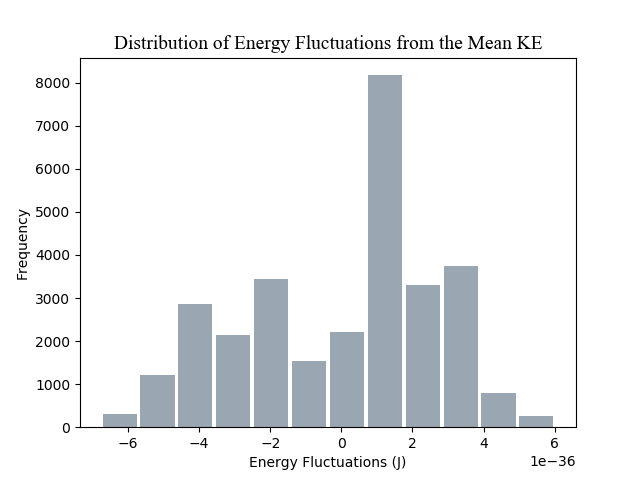 Distribution of Energy Fluctuations from the Mean KE
8000
7000
6000
5000
4000
3000
2000
1000
0
Frequency
−6 −4 −2 0 2 4 6
1e−36
Energy Fluctuations (J)